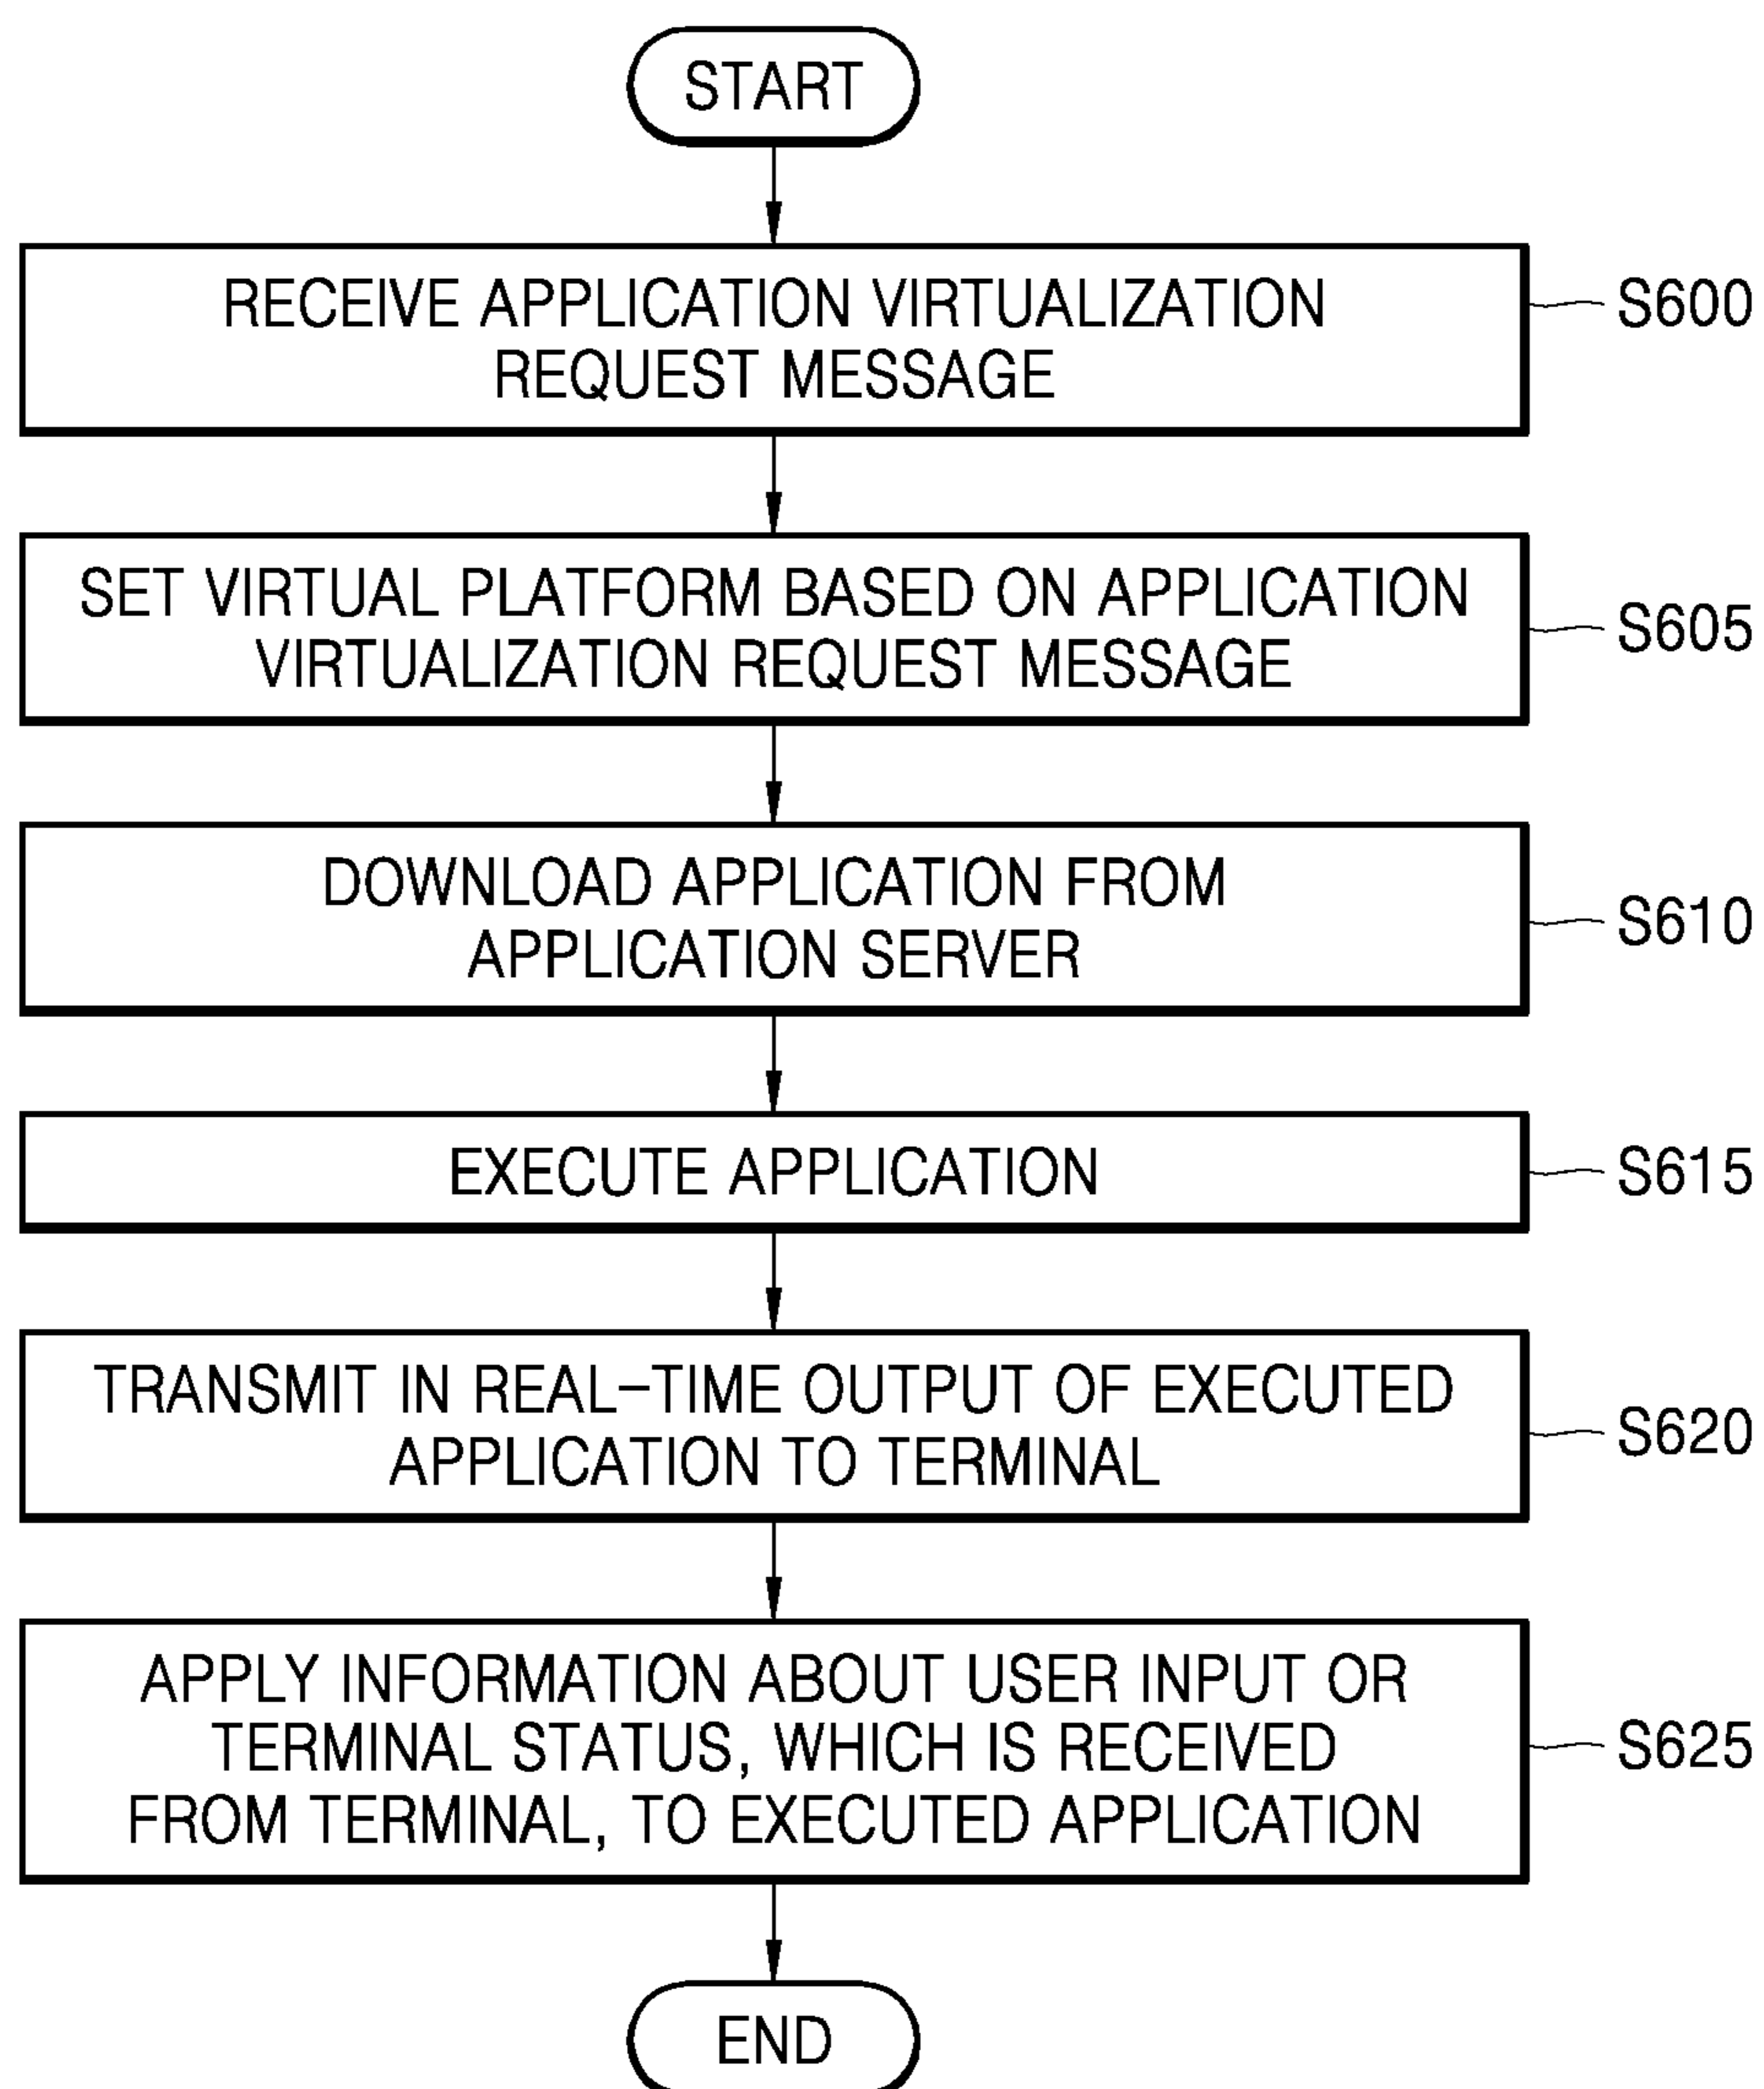 START
RECEIVE APPLICATION VIRTUALIZATION
REQUEST MESSAGE
S600
SET VIRTUAL PLATFORM BASED ON APPLICATION
VIRTUALIZATION REQUEST MESSAGE
S605
DOWNLOAD APPLICATION FROM
APPLICATION SERVER
S610
EXECUTE APPLICATION
S615
TRANSMIT IN REAL-TIME OUTPUT OF EXECUTED
APPLICATION TO TERMINAL
S620
APPLY INFORMATION ABOUT USER INPUT OR
TERMINAL STATUS, WHICH IS RECEIVED
FROM TERMINAL, TO EXECUTED APPLICATION
S625
END